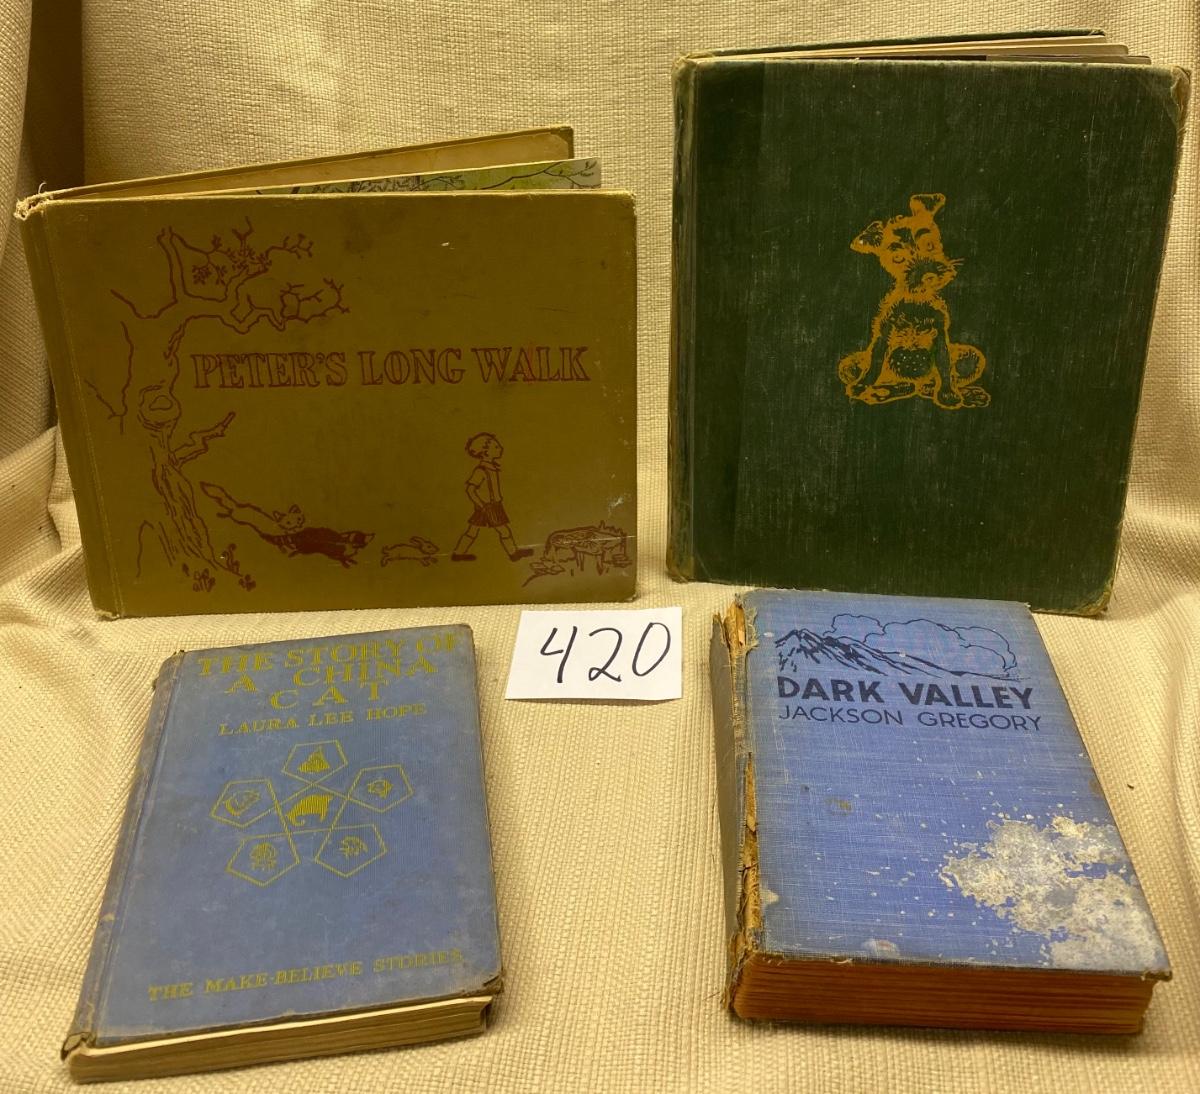 PETER'S LONG WALK
420
THE STORY OF
A CHINA
CAT
LAURA LEE HOPE
THE MAKE-BELIEVE STORIES
DARK VALLEY
JACKSON GREGORY